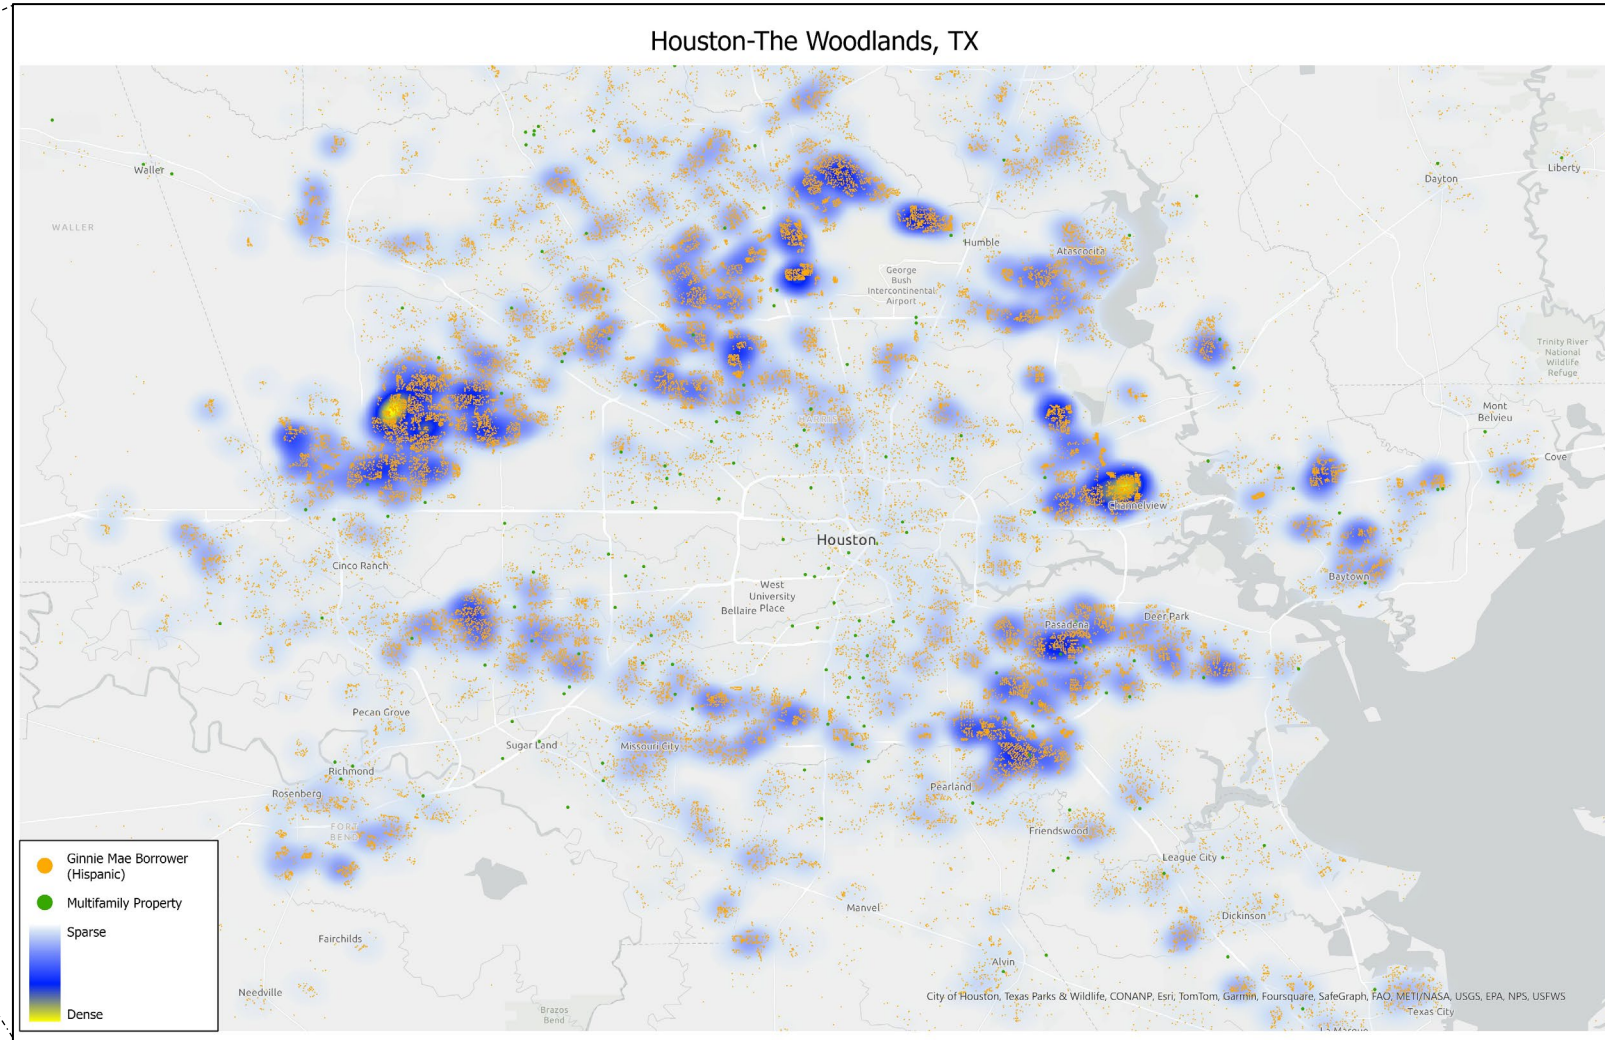 Houston-The Woodlands, TX
Waller
WALLER
Dayton
Liberty
Humble
Atascocita
George
Bush
Intercontinental
Airport
Trinity River
National
Wildlife
Refuge
Mont
Belvieu
Cove
Channelview
Houston
Cinco Ranch
West
University
Place
Bellaire
Baytown
Deer Park
Pasadena
Pecan Grove
Sugar Land
Missouri City
Richmond
Rosenberg
FORT
BEND
Pearland
Friendswood
League City
Manvel
Dickinson
Fairchilds
Alvin
Needville
Brazos
Bend
City of Houston, Texas Parks & Wildlife, CONANP, Esri, TomTom, Garmin, Foursquare, SafeGraph, FAO, METI/NASA, USGS, EPA, NPS, USFWS
Texas City
La Marque
Ginnie Mae Borrower
(Hispanic)
Multifamily Property
Sparse
Dense